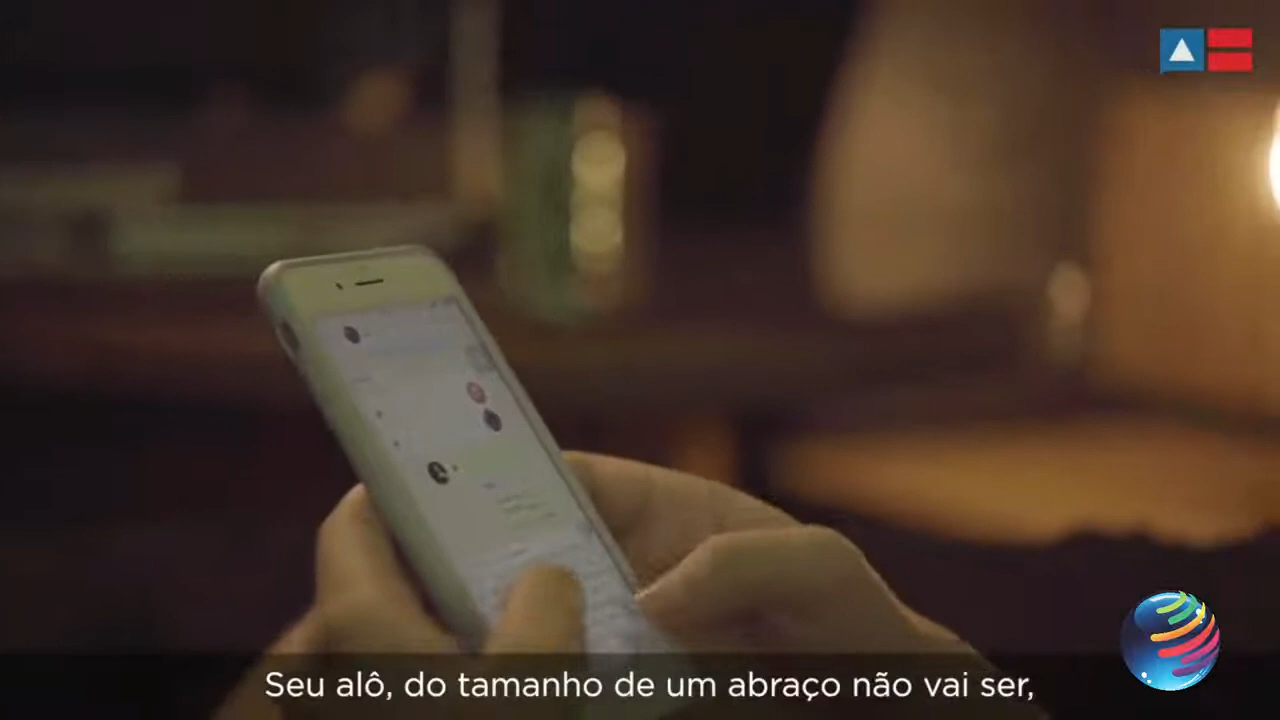 Seu alô, do tamanho de um abraço não vai ser,